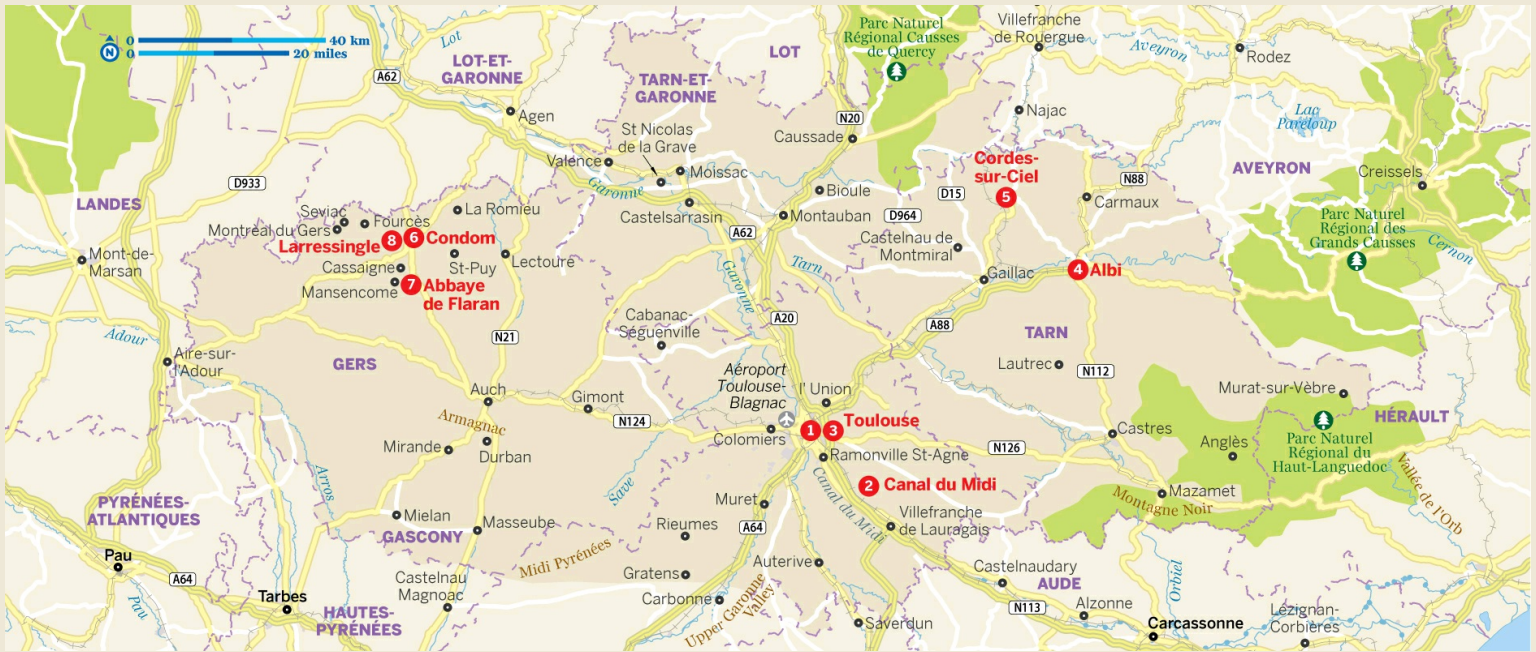 0
40 km
N
0
20 miles
Lot
A62
LOT-ET-
GARONNE
TARN-ET-
GARONNE
LOT
Parc Naturel
Régional Causses
de Quercy
Villefranche
de Rouergue
Aveyron
Rodez
Agen
St Nicolas
de la Grave
N20
Caussade
Najac
Lac
Pareloup
Valence
Moissac
Cordes-
sur-Ciel
5
N88
AVEYRON
Creissels
D933
LANDES
Garonne
Castelsarrasin
Bioule
D15
Carmaux
Seviac
Fourcès
La Romieu
Montréal du Gers
Montauban
D964
Parc Naturel
Régional des
Grands Causses
Larressingle
8
6
Condom
A62
Castelnau de
Montmiral
Cernon
Mont-de-
Marsan
Cassaigne
St-Puy
Lectoure
Garonne
Tarn
Gaillac
4
Albi
Mansencome
7
Abbaye
de Flaran
Adour
N21
Cabanac-
Séguenville
A20
A88
TARN
Aire-sur-
l'Adour
GERS
Aéroport
Toulouse-
Blagnac
l' Union
Lautrec
N112
Murat-sur-Vèbre
Auch
Gimont
HÉRAULT
Armagnac
N124
Colomiers
1
3
Toulouse
Castres
Parc Naturel
Régional du
Haut-Languedoc
Mirande
Durban
Ramonville St-Agne
N126
Anglès
Arros
Save
2
Canal du Midi
Canal du Midi
Mazamet
Montagne Noir
Vallée de l'Orb
PYRÉNÉES-
ATLANTIQUES
Mielan
Masseube
GASCONY
Muret
A64
Rieumes
Villefranche
de Lauragais
Pau
A64
Midi Pyrénées
Gratens
Auterive
Castelnaudary
AUDE
Orbiel
Pau
Tarbes
Castelnau
Magnoac
Carbonne
Upper Garonne
Valley
N113
Alzonne
Lézignan-
Corbières
HAUTES-
PYRÉNÉES
Saverdun
Carcassonne